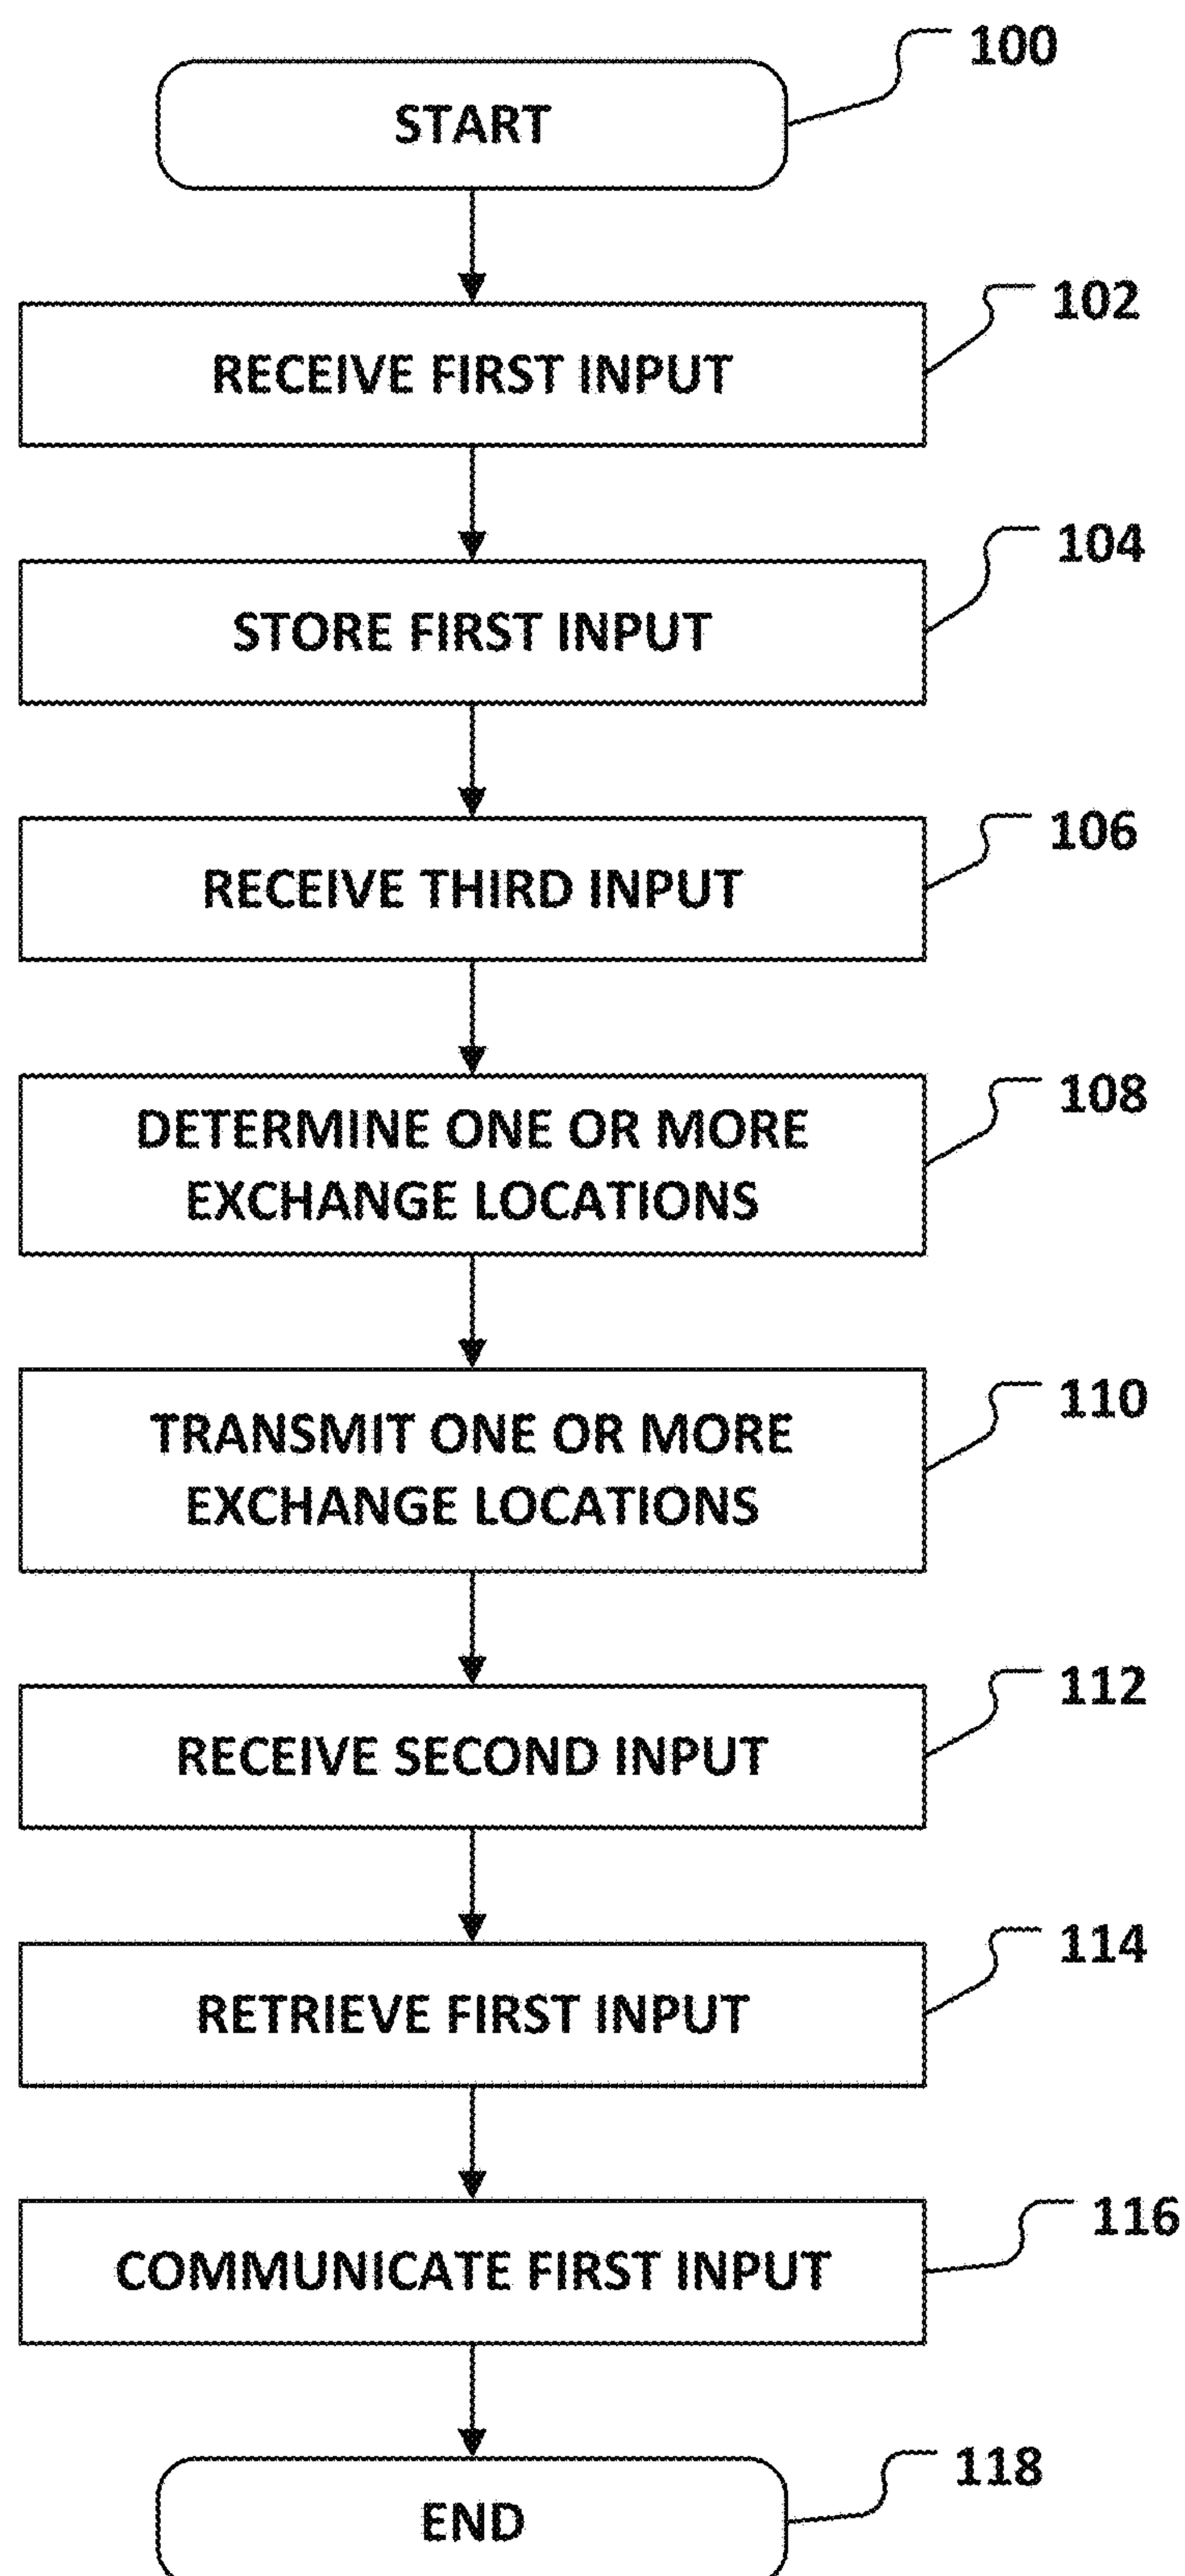 100
START
102
RECEIVE FIRST INPUT
104
STORE FIRST INPUT
106
RECEIVE THIRD INPUT
108
DETERMINE ONE OR MORE
EXCHANGE LOCATIONS
110
TRANSMIT ONE OR MORE
EXCHANGE LOCATIONS
112
RECEIVE SECOND INPUT
114
RETRIEVE FIRST INPUT
116
COMMUNICATE FIRST INPUT
118
END